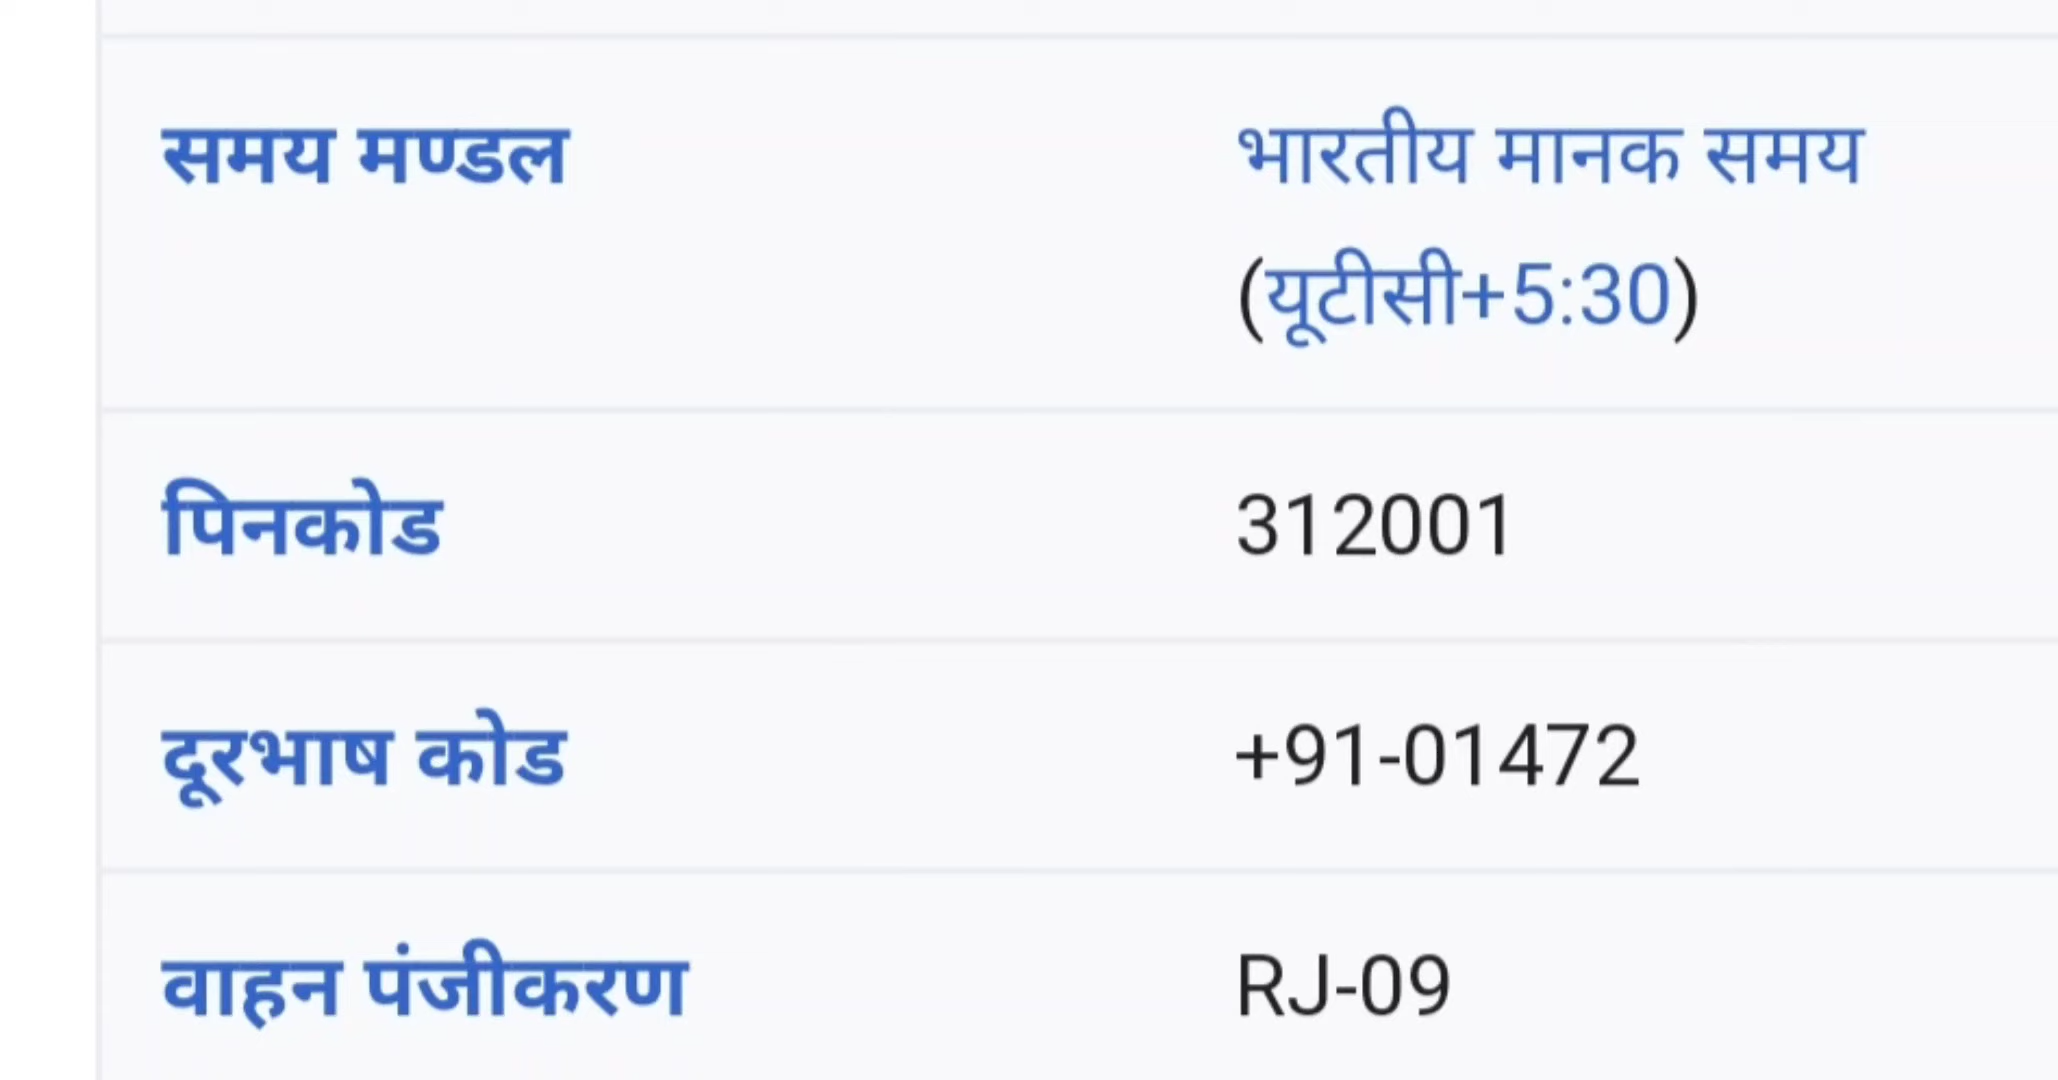 समय मण्डल भारतीय मानक समय
(यूटीसी+5:30)
पिनकोड 312001
दूरभाष कोड +91-01472
वाहन पंजीकरण RJ-09